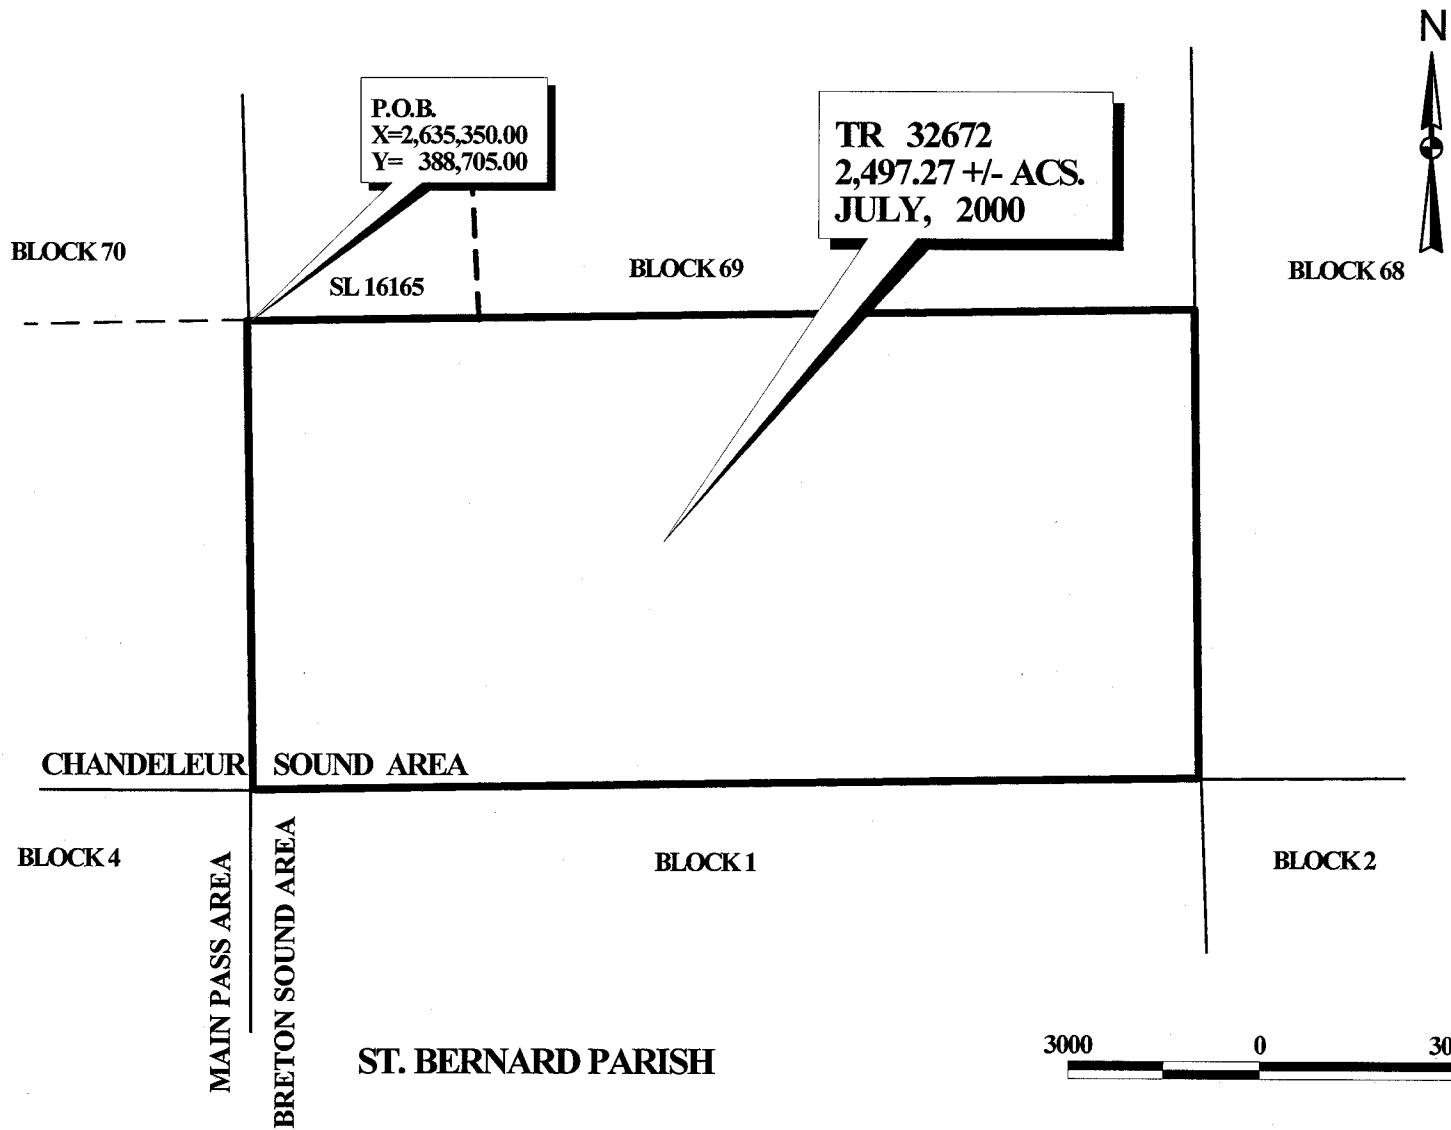 N
P.O.B.
X=2,635,350.00
Y= 388,705.00
TR 32672
2,497.27 +/- ACS.
JULY, 2000
BLOCK 70
SL 16165
BLOCK 69
BLOCK 68
CHANDELEUR SOUND AREA
BLOCK 4
BLOCK 1
BLOCK 2
MAIN PASS AREA
BRETON SOUND AREA
ST. BERNARD PARISH
3000 0 30